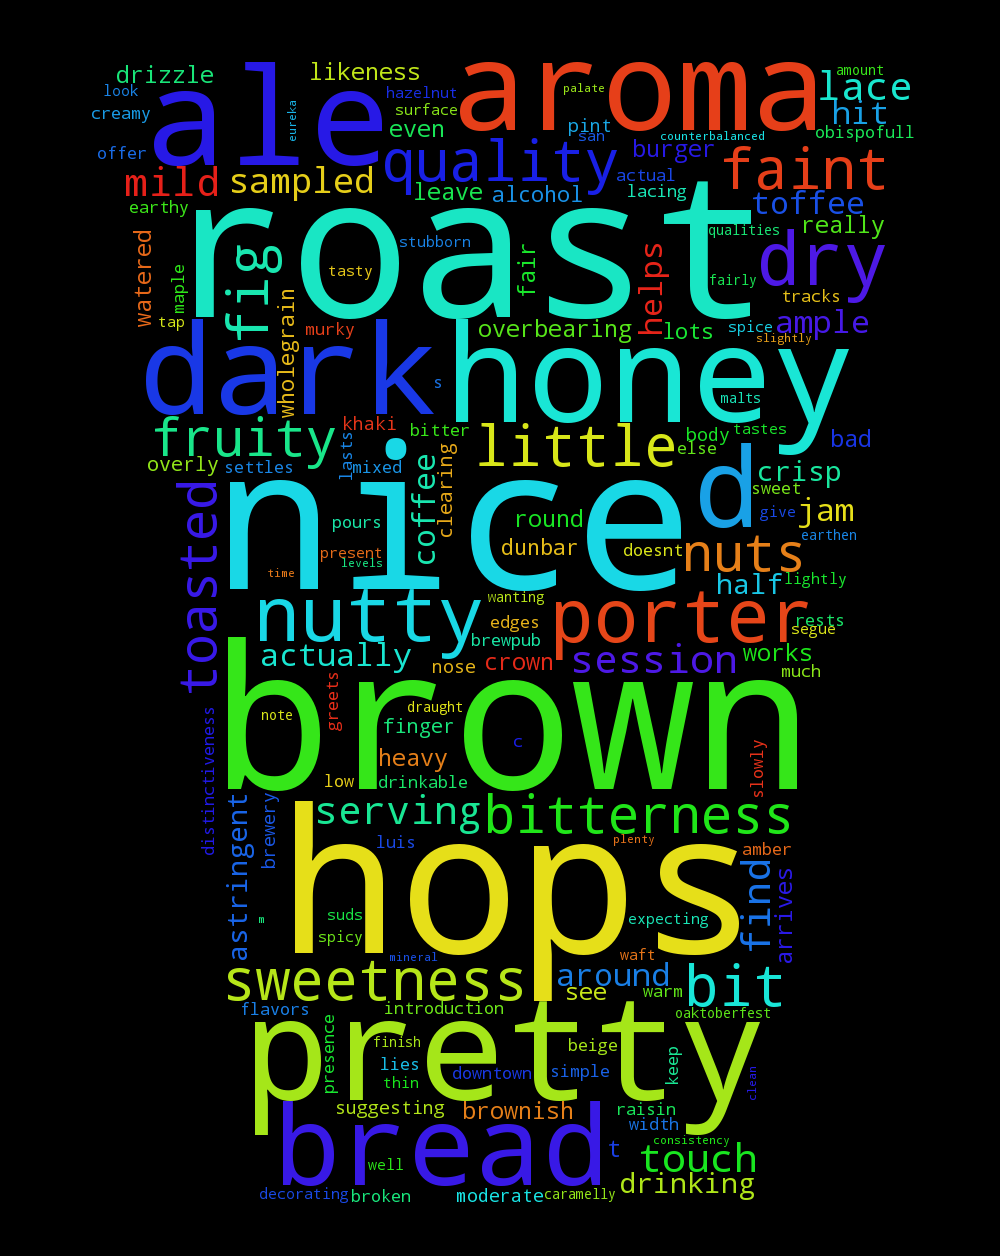 drizzle
likeness
ale
aroma
amount
look
hazelnut
palate
lace
creamy
eureka
surface
hit
even
pint
counterbalanced
obispofull
san
offer
quality
burger
faint
mild
sampled
actual
leave
alcohol
lacing
toffee
earthy
roast
qualities
really
watered
stubborn
dry
fig
fair
helps
maple
tasty
fairly
tracks
wholegrain
tap
murky
overbearing
lots
spice
ample
slightly
dark
honey
s
malts
khaki
fruity
bitter
little
body
tastes
bad
else
overly
settles
lasts
mixed
coffee
clearing
d
crisp
sweet
toasted
nice
pours
round
give
jam
present
levels
dunbar
doesnt
nuts
earthen
time
half
lightly
nutty
wanting
porter
edges
rests
segue
brewpub
actually
nose
crown
session
works
much
brown
greets
note
draught
finger
c
distinctiveness
heavy
slowly
low
drinkable
astringent
brewery
serving
bitterness
luis
hops
plenty
amber
find
arrives
m
suds
spicy
expecting
mineral
waft
sweetness
around
see
warm
bit
flavors
introduction
oaktoberfest
pretty
presence
finish
beige
lies
thin
downtown
simple
keep
clean
suggesting
brownish
raisin
width
bread
t
consistency
touch
well
drinking
decorating
broken
moderate
caramelly